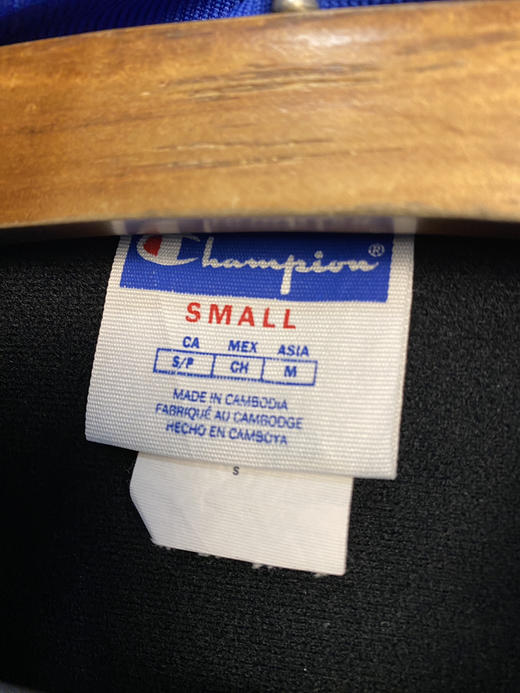 Champion®
SMALL
CA MEX ASIA
S/P CH M
MADE IN CAMBODIA
FABRIQUÉ AU CAMBODGE
HECHO EN CAMBOYA
S